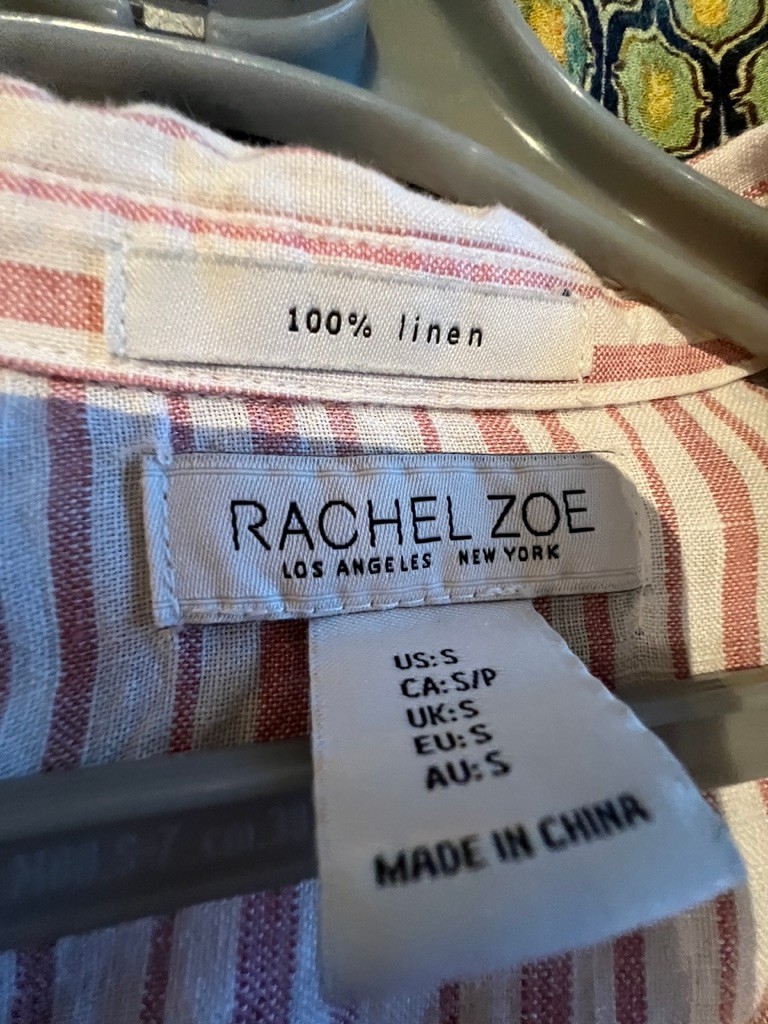 100% linen
RACHEL ZOE
LOS ANGELES NEW YORK
US: S
CA: S/P
UK: S
EU: S
AU: S
MADE IN CHINA